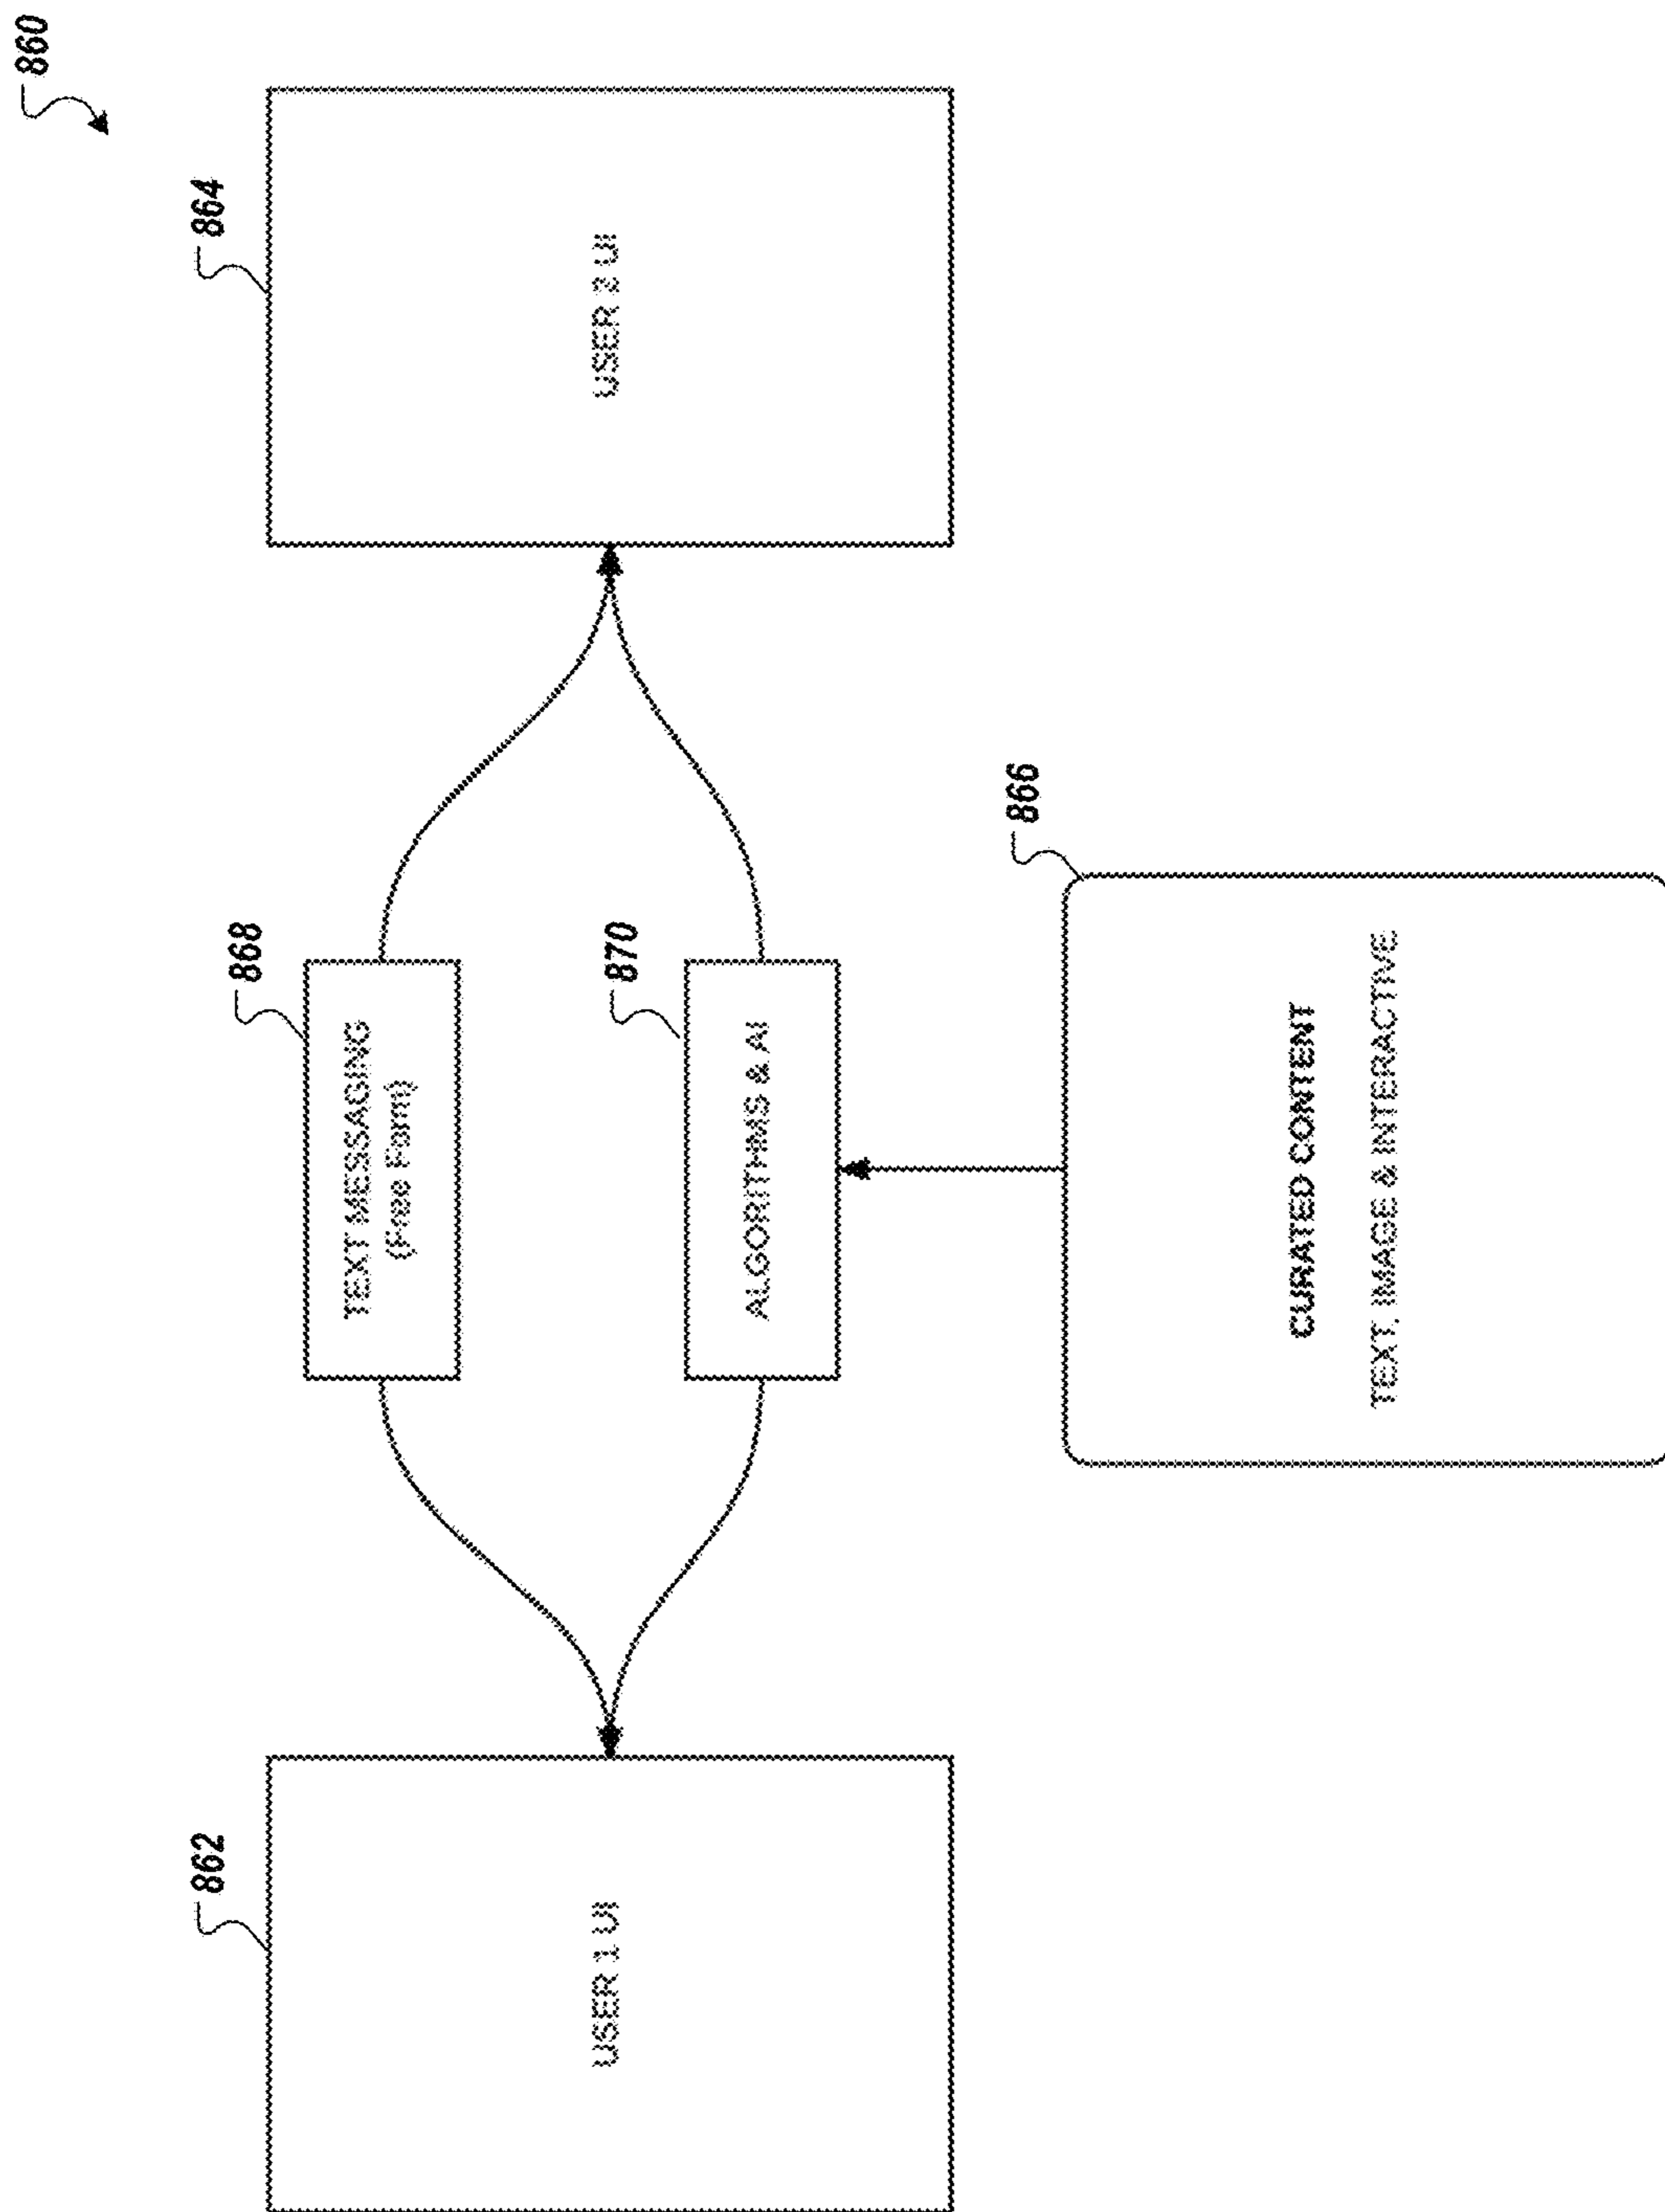 860
862
USER 1 UI
868
TEXT MESSAGING
(Free Form)
870
ALGORITHMS & AI
864
USER 2 UI
866
CURATED CONTENT
TEXT, IMAGE & INTERACTIVE